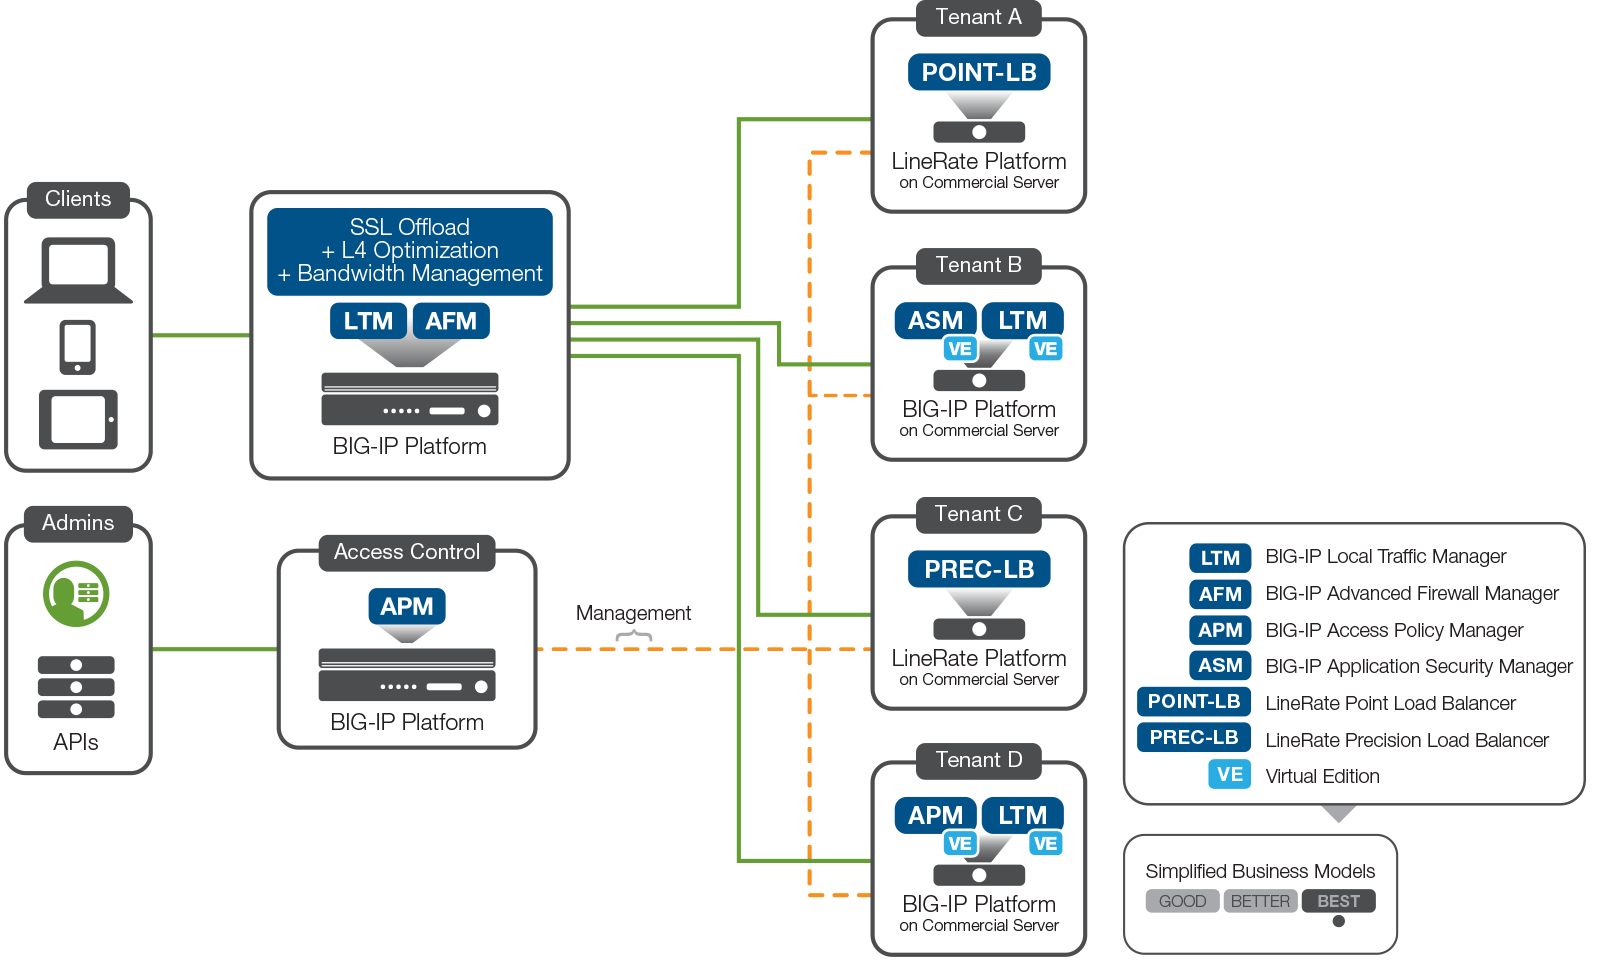 Clients
SSL Offload
+ L4 Optimization
+ Bandwidth Management
LTM
AFM
BIG-IP Platform
Admins
APIs
Access Control
APM
BIG-IP Platform
Management
Tenant A
POINT-LB
LineRate Platform
on Commercial Server
Tenant B
ASM
VE
LTM
VE
BIG-IP Platform
on Commercial Server
Tenant C
PREC-LB
LineRate Platform
on Commercial Server
Tenant D
APM
VE
LTM
VE
BIG-IP Platform
on Commercial Server
LTM BIG-IP Local Traffic Manager
AFM BIG-IP Advanced Firewall Manager
APM BIG-IP Access Policy Manager
ASM BIG-IP Application Security Manager
POINT-LB LineRate Point Load Balancer
PREC-LB LineRate Precision Load Balancer
VE Virtual Edition
Simplified Business Models
GOOD BETTER BEST